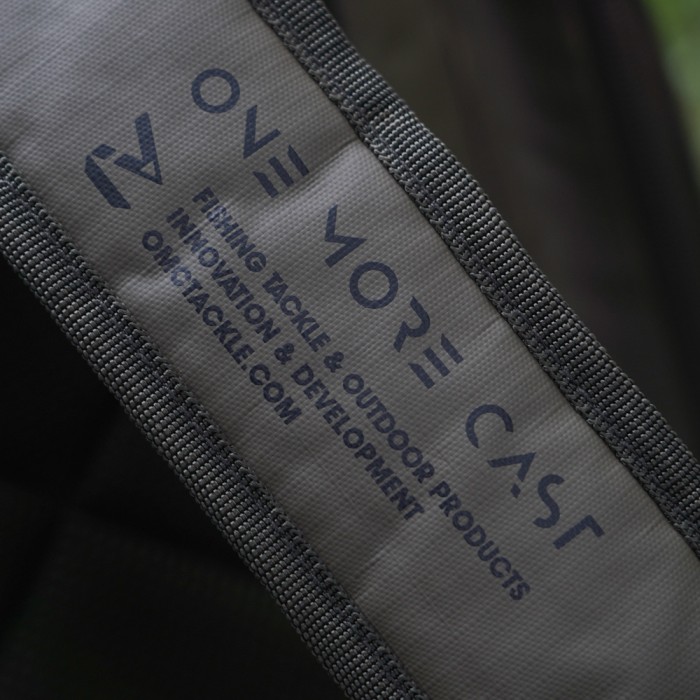 ONE MORE CAST
FISHING TACKLE & OUTDOOR PRODUCTS
INNOVATION & DEVELOPMENT
OMCTACKLE.COM